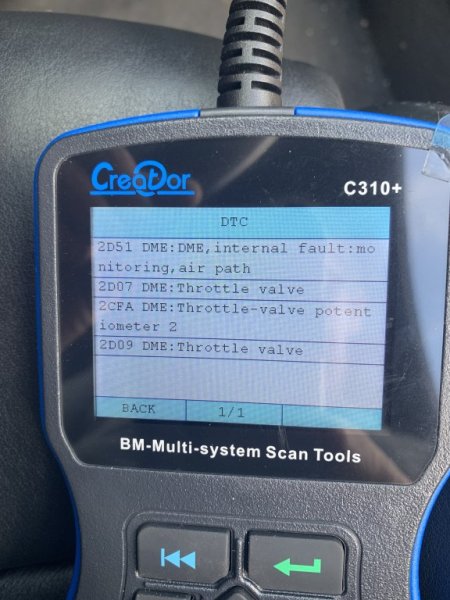 Creator
C310+
DTC
2D51 DME:DME,internal fault:mo
nitoring,air path
2D07 DME:Throttle valve
2CFA DME:Throttle-valve potent
iometer 2
2D09 DME:Throttle valve
BACK 1/1
BM-Multi-system Scan Tools